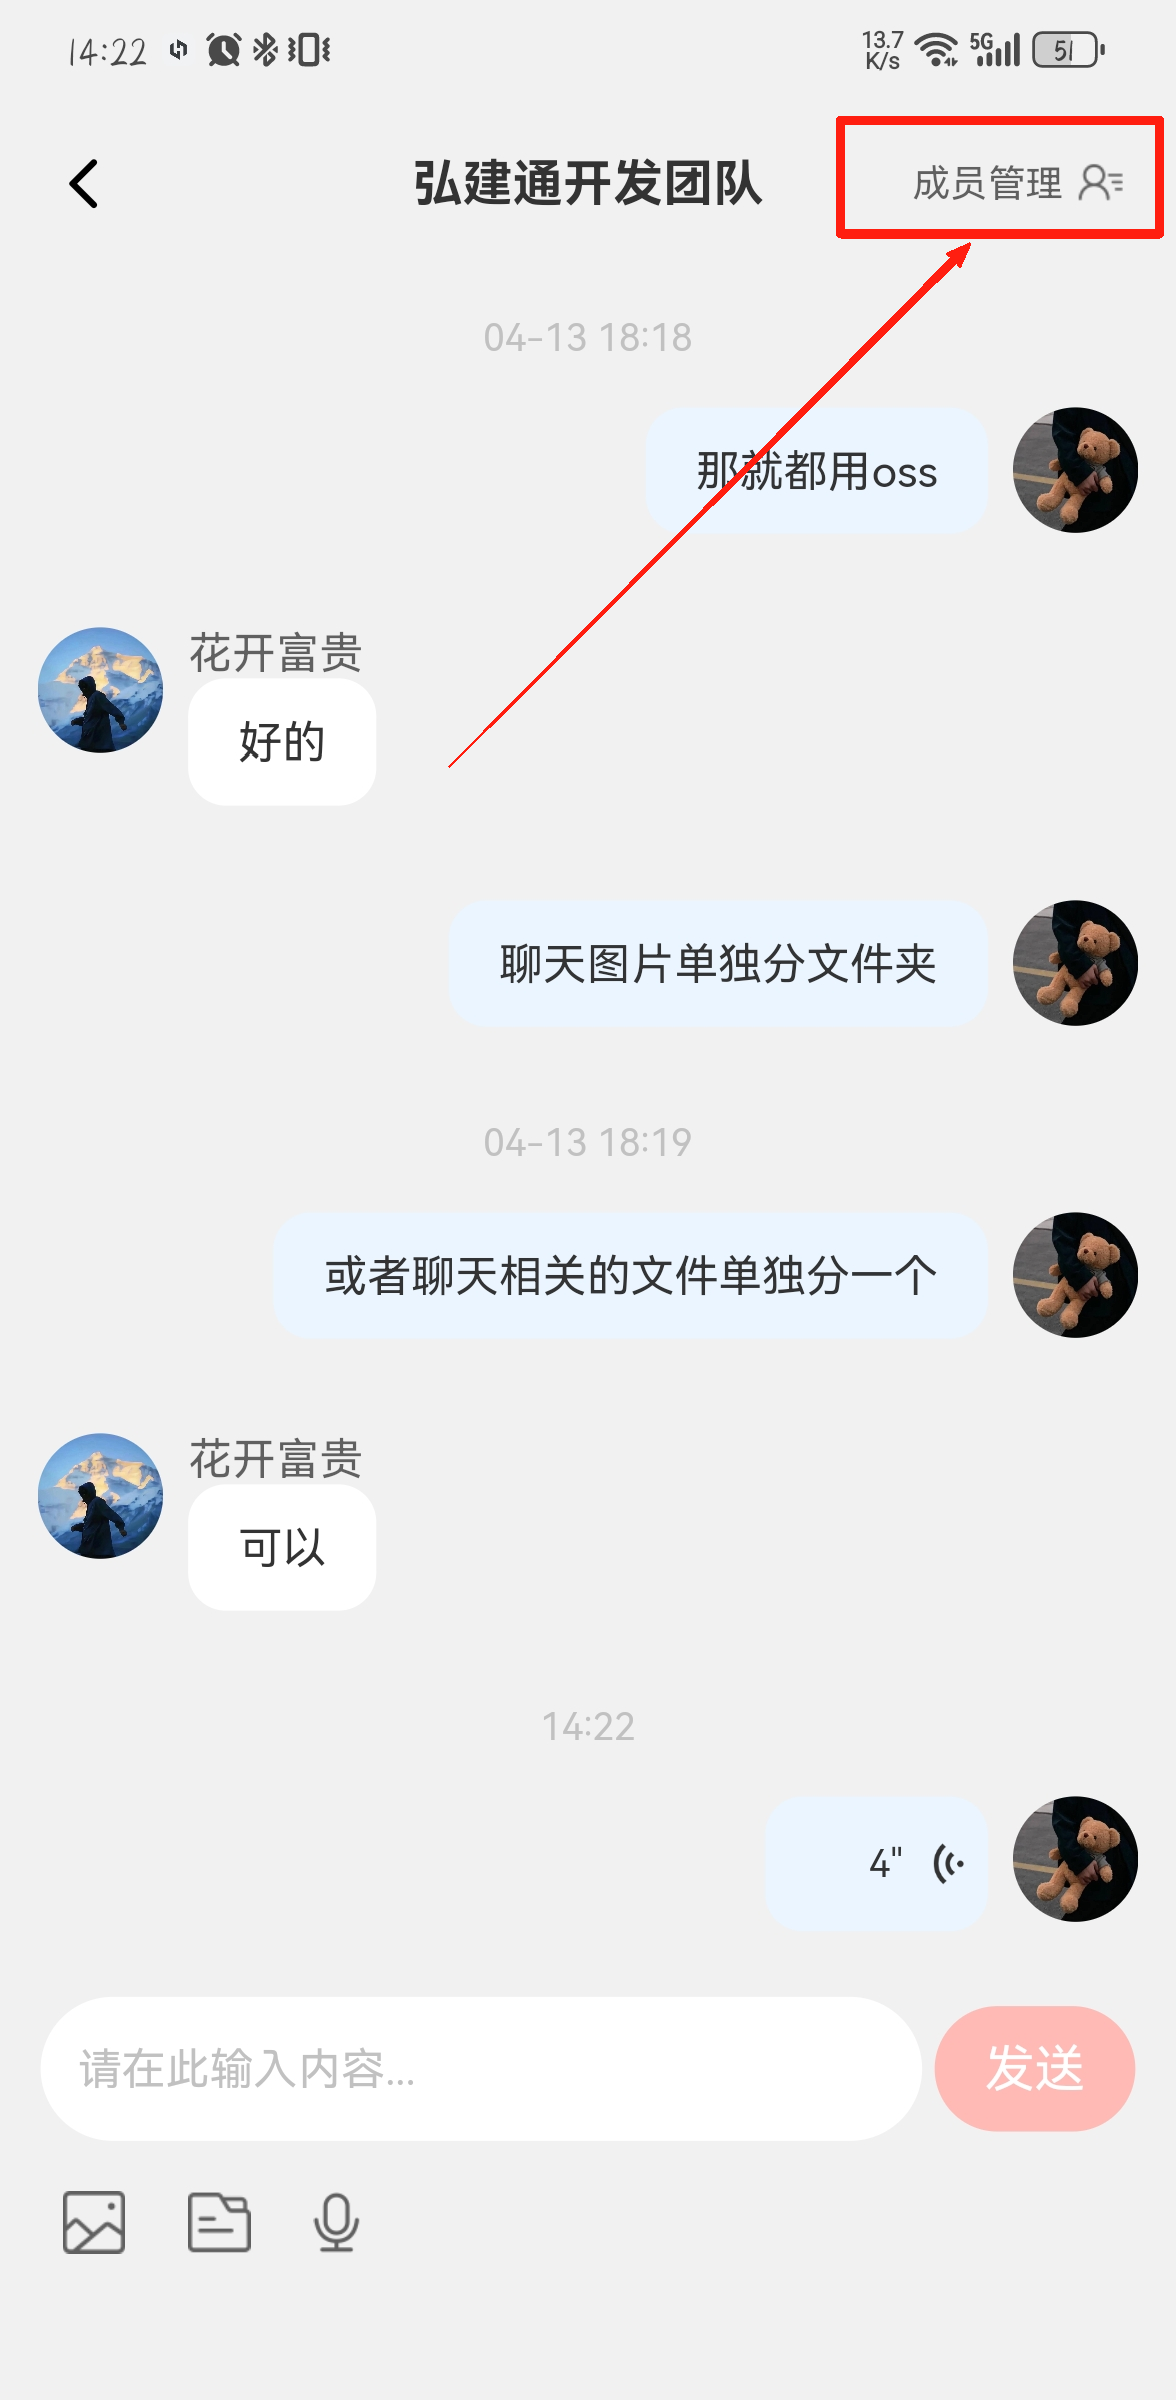 14:22
13.7 K/s
5G
51
弘建通开发团队
成员管理
04-13 18:18
那就都用oss
花开富贵
好的
聊天图片单独分文件夹
04-13 18:19
或者聊天相关的文件单独分一个
花开富贵
可以
14:22
4"
请在此输入内容...
发送